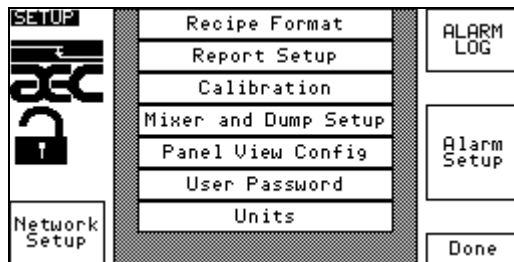 SETUP
aec
Network
Setup
Recipe Format
Report Setup
Calibration
Mixer and Dump Setup
Panel View Config
User Password
Units
ALARM
LOG
Alarm
Setup
Done